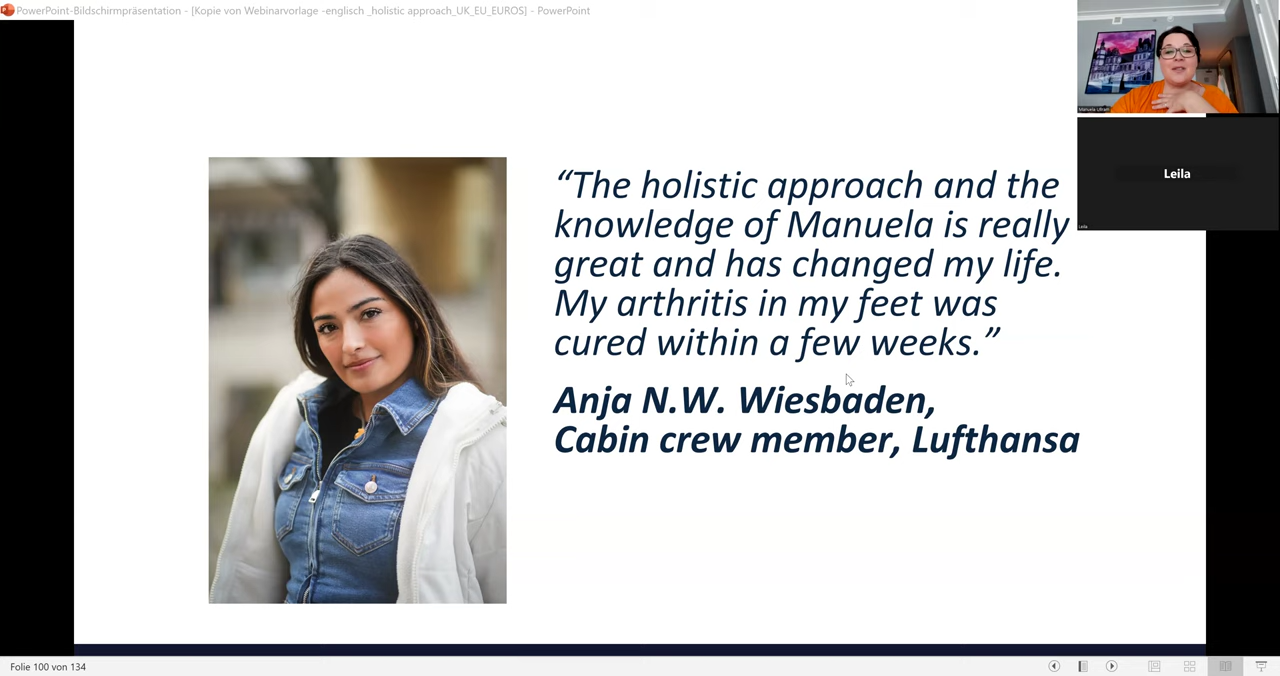 PowerPoint-Bildschirmpräsentation - [Kopie von Webinarvorlage -englisch _holistic approach_UK_EU_EUROS] - PowerPoint
“The holistic approach and the
knowledge of Manuela is really
great and has changed my life.
My arthritis in my feet was
cured within a few weeks.”
Anja N.W. Wiesbaden,
Cabin crew member, Lufthansa
Leila
Leila
Folie 100 von 134